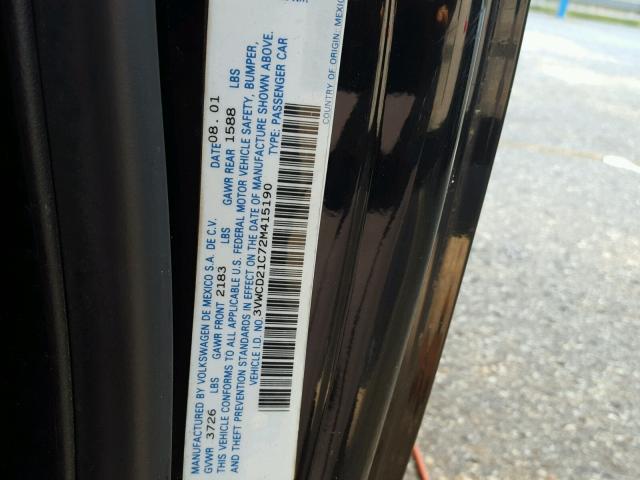 MANUFACTURED BY VOLKSWAGEN DE MEXICO S.A. DE C.V. DATE 08.01
GVWR 3726 LBS GAWR FRONT 2183 LBS GAWR REAR 1588 LBS
THIS VEHICLE CONFORMS TO ALL APPLICABLE U.S. FEDERAL MOTOR VEHICLE SAFETY, BUMPER,
AND THEFT PREVENTION STANDARDS IN EFFECT ON THE DATE OF MANUFACTURE SHOWN ABOVE.
VEHICLE I.D. NO. 3VWCD21C72M415190 TYPE: PASSENGER CAR
COUNTRY OF ORIGIN: MEXIC